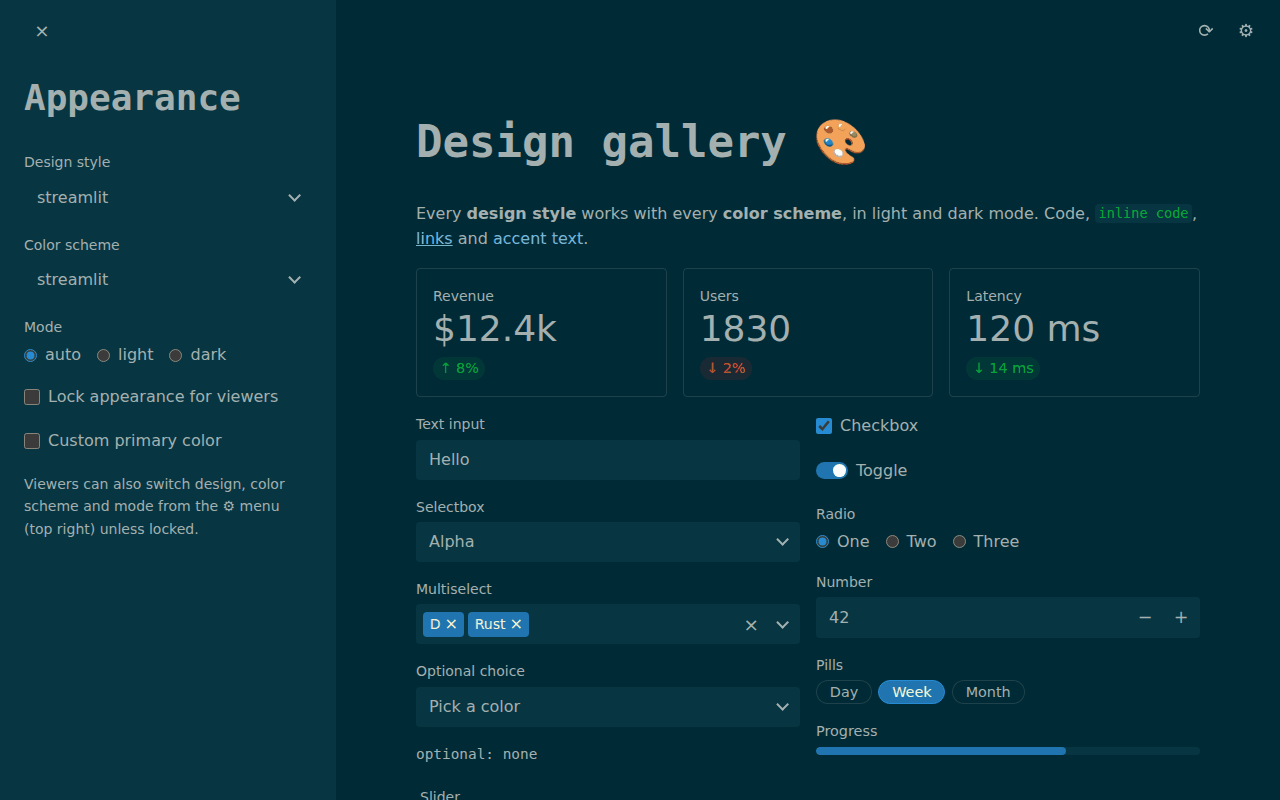 Appearance
Design style
streamlit
Color scheme
streamlit
Mode
auto light dark
Lock appearance for viewers
Custom primary color
Viewers can also switch design, color
scheme and mode from the ⚙ menu
(top right) unless locked.
Design gallery 🎨
Every design style works with every color scheme, in light and dark mode. Code, inline code,
links and accent text.
Revenue
$12.4k
↑ 8%
Users
1830
↓ 2%
Latency
120 ms
↓ 14 ms
Text input
Hello
Selectbox
Alpha
Multiselect
D ✕ Rust ✕
Optional choice
Pick a color
optional: none
Slider
Checkbox
Toggle
Radio
One Two Three
Number
42 − +
Pills
Day Week Month
Progress